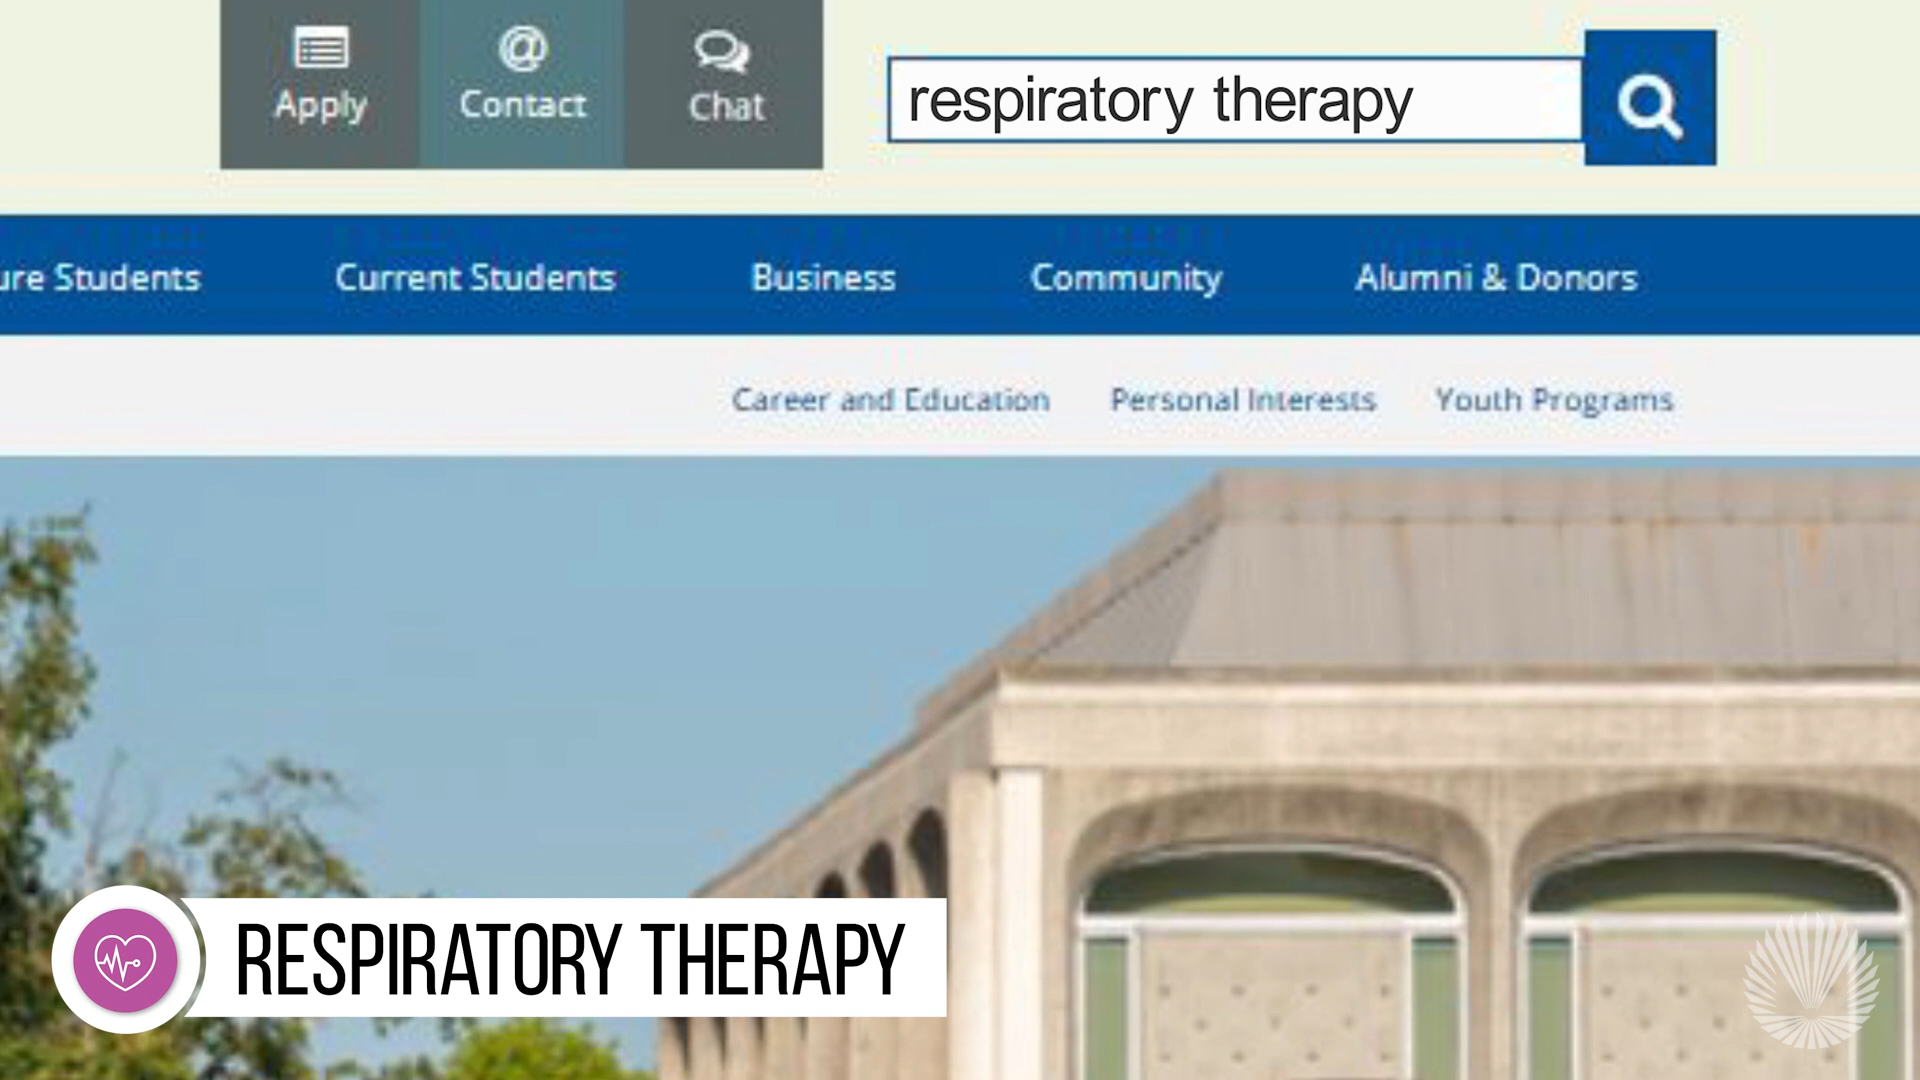 Apply
@
Contact
Chat
respiratory therapy
ure Students
Current Students
Business
Community
Alumni & Donors
Career and Education
Personal Interests
Youth Programs
RESPIRATORY THERAPY